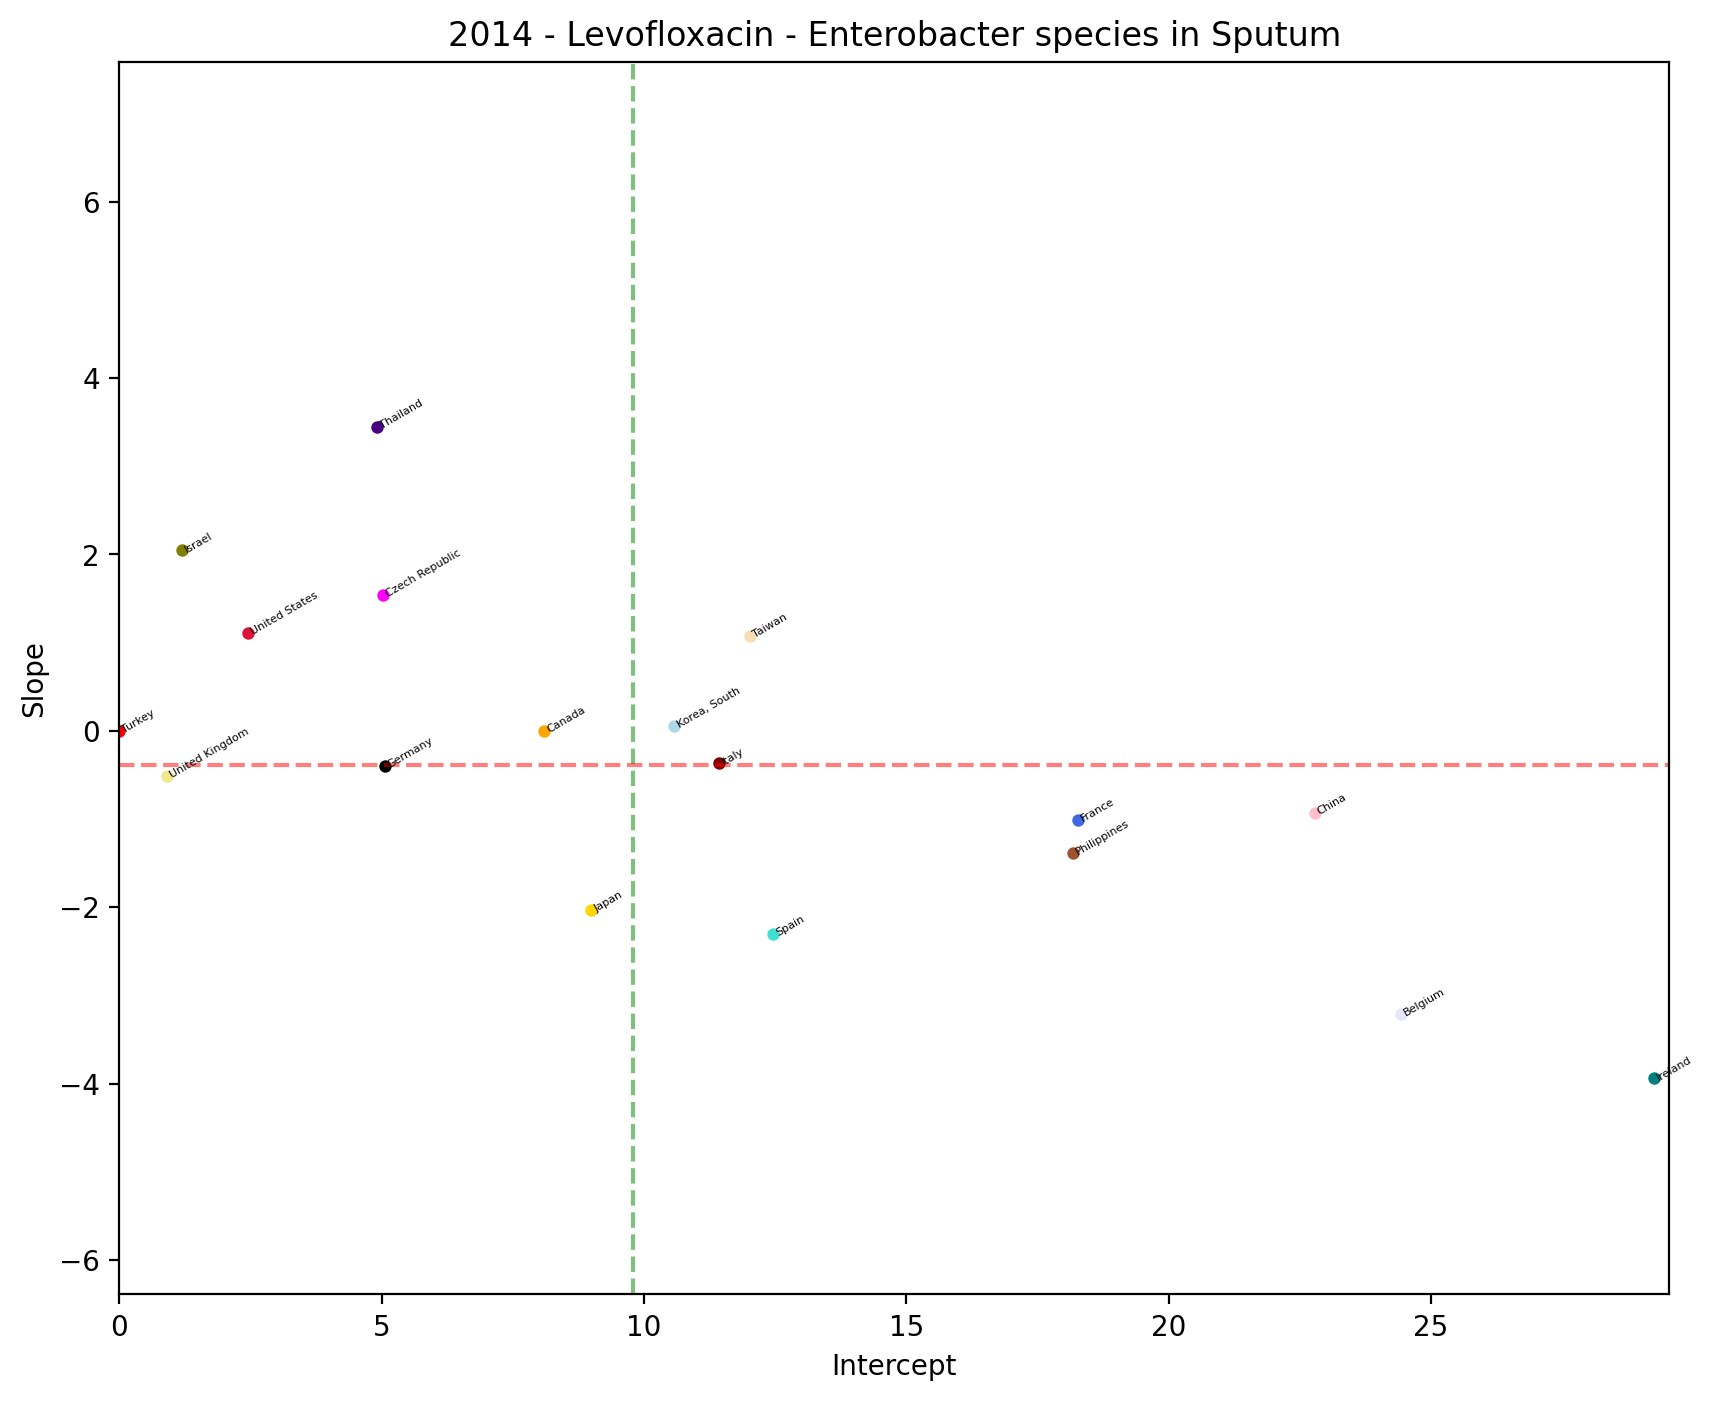 2014 - Levofloxacin - Enterobacter species in Sputum
6
4
2
0
−2
−4
−6
Slope
Thailand
Israel
Czech Republic
United States
Taiwan
Korea, South
Turkey
Canada
United Kingdom
Germany
Italy
France
China
Philippines
Japan
Spain
Belgium
Ireland
0
5
10
15
20
25
Intercept